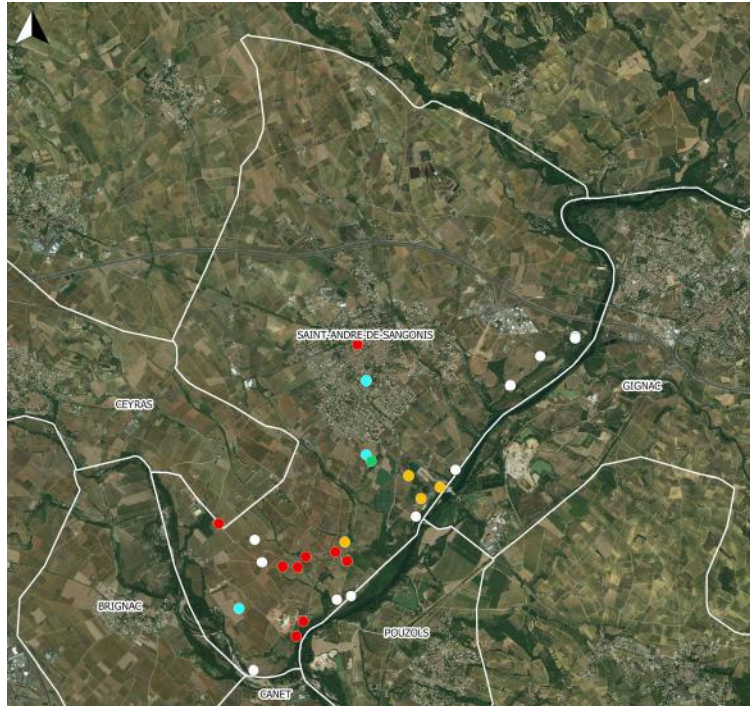 SAINT-ANDRE-DE-SANGONIS
GIGNAC
CEYRAS
BRIGNAC
POUZOLS
CANET